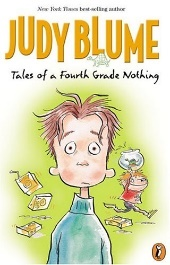 New York Times best-selling author
JUDY BLUME
Tales of a Fourth Grade Nothing